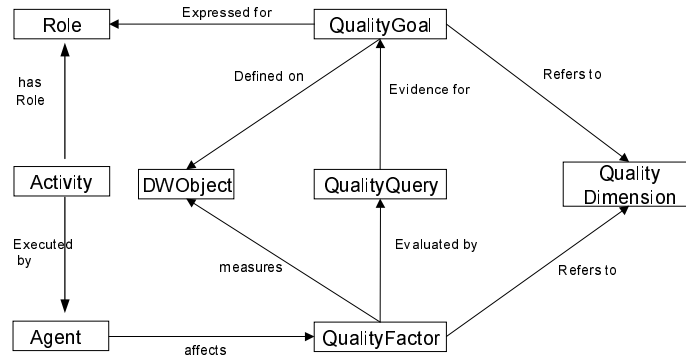 Expressed for
Role
QualityGoal
has
Role
Defined on
Evidence for
Refers to
Activity
DWObject
QualityQuery
Quality
Dimension
Executed
by
measures
Evaluated by
Refers to
Agent
affects
QualityFactor